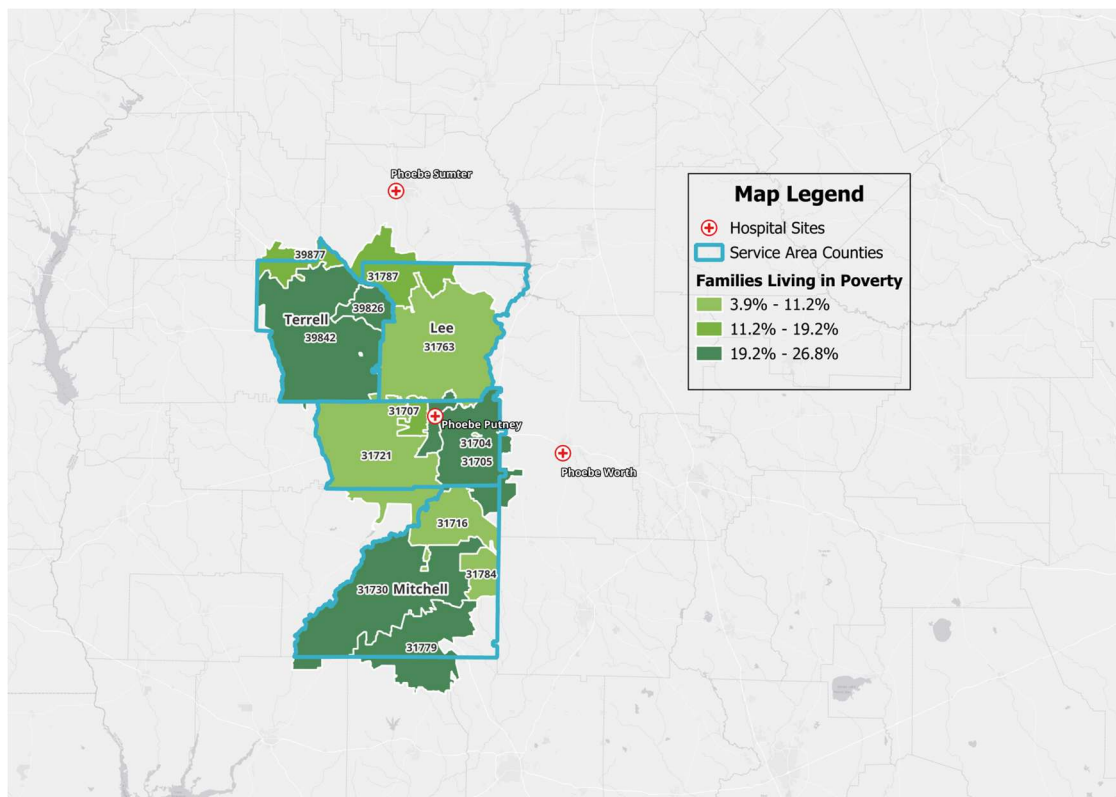 Phoebe Sumter
Map Legend
Hospital Sites
Service Area Counties
Families Living in Poverty
3.9% - 11.2%
11.2% - 19.2%
19.2% - 26.8%
39877
31787
39826
Terrell
Lee
39842
31763
31707
Phoebe Putney
31704
31721
31705
Phoebe Worth
31716
31784
31730
Mitchell
31779